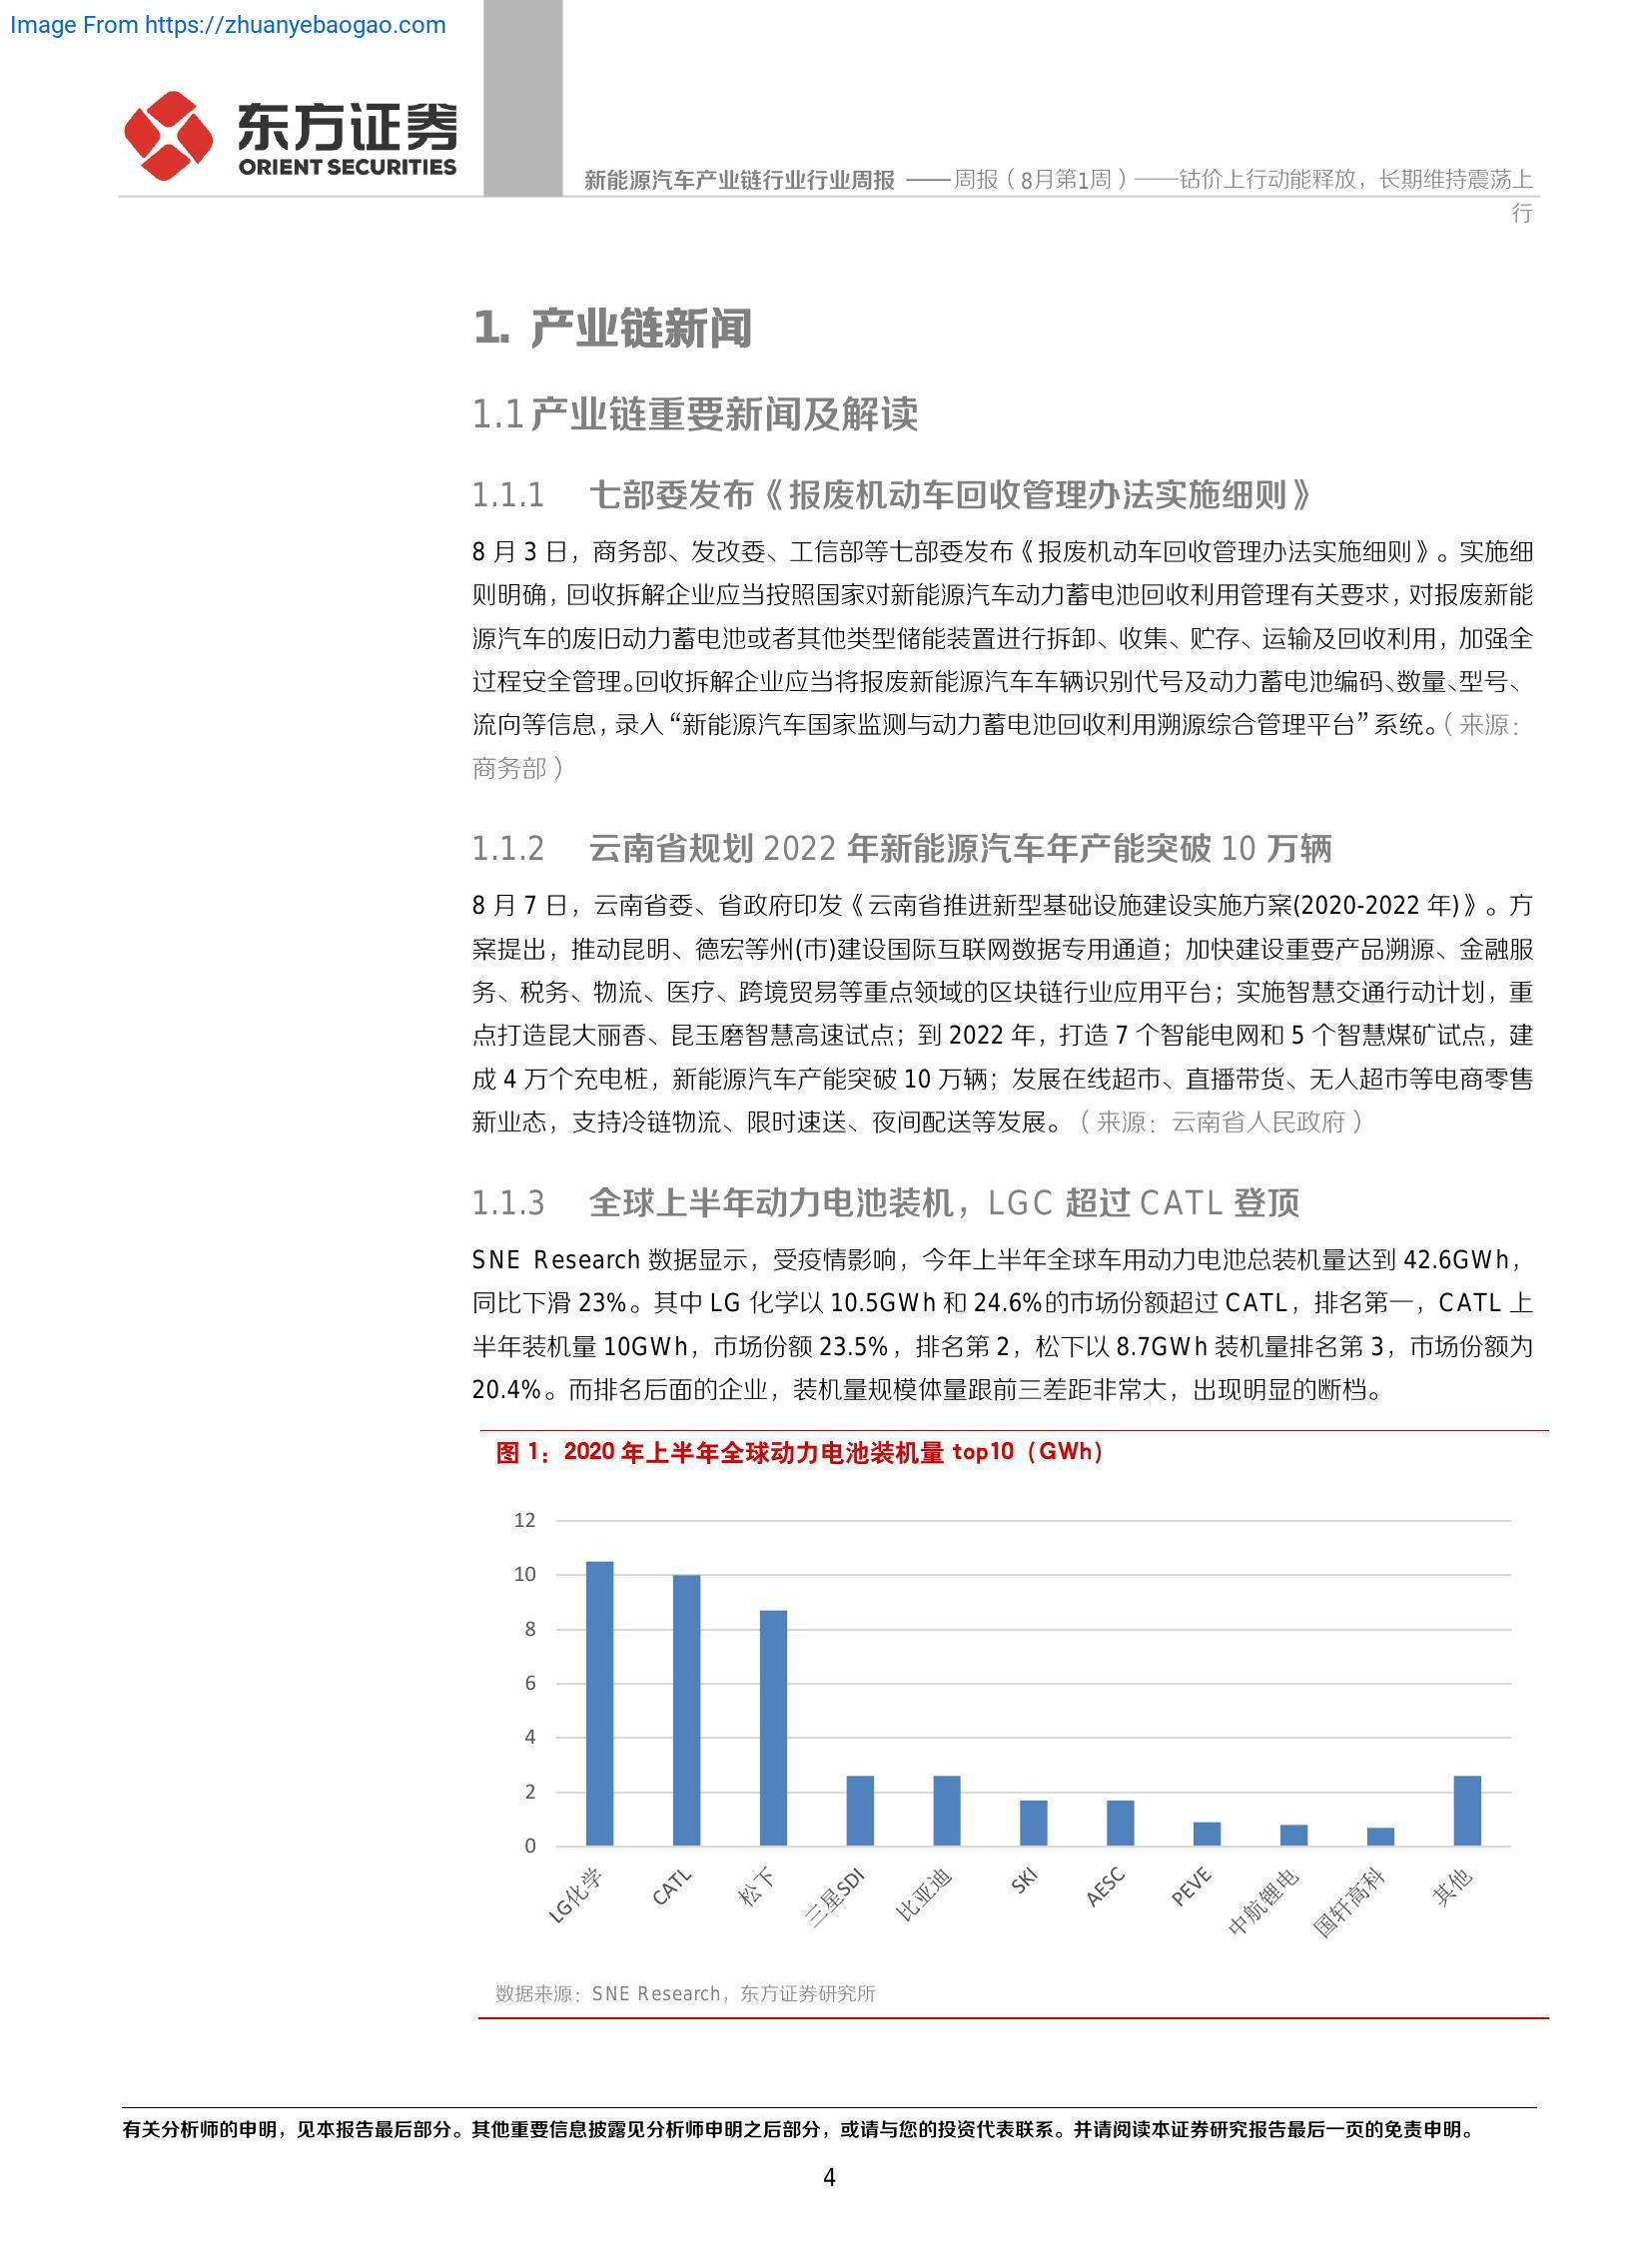 Image From https://zhuanyebaogao.com
东方证券
ORIENT SECURITIES
新能源汽车产业链行业行业周报 —— 周报（8月第1周）——钴价上行动能释放，长期维持震荡上
行
1. 产业链新闻
1.1产业链重要新闻及解读
1.1.1 七部委发布《报废机动车回收管理办法实施细则》
8 月 3 日，商务部、发改委、工信部等七部委发布《报废机动车回收管理办法实施细则》。实施细
则明确，回收拆解企业应当按照国家对新能源汽车动力蓄电池回收利用管理有关要求，对报废新能
源汽车的废旧动力蓄电池或者其他类型储能装置进行拆卸、收集、贮存、运输及回收利用，加强全
过程安全管理。回收拆解企业应当将报废新能源汽车车辆识别代号及动力蓄电池编码、数量、型号、
流向等信息，录入“新能源汽车国家监测与动力蓄电池回收利用溯源综合管理平台”系统。（来源：
商务部）
1.1.2 云南省规划 2022 年新能源汽车年产能突破 10 万辆
8 月 7 日，云南省委、省政府印发《云南省推进新型基础设施建设实施方案(2020-2022 年)》。方
案提出，推动昆明、德宏等州(市)建设国际互联网数据专用通道；加快建设重要产品溯源、金融服
务、税务、物流、医疗、跨境贸易等重点领域的区块链行业应用平台；实施智慧交通行动计划，重
点打造昆大丽香、昆玉磨智慧高速试点；到 2022 年，打造 7 个智能电网和 5 个智慧煤矿试点，建
成 4 万个充电桩，新能源汽车产能突破 10 万辆；发展在线超市、直播带货、无人超市等电商零售
新业态，支持冷链物流、限时速送、夜间配送等发展。（来源：云南省人民政府）
1.1.3 全球上半年动力电池装机，LGC 超过 CATL 登顶
SNE Research 数据显示，受疫情影响，今年上半年全球车用动力电池总装机量达到 42.6GWh，
同比下滑 23%。其中 LG 化学以 10.5GWh 和 24.6%的市场份额超过 CATL，排名第一，CATL 上
半年装机量 10GWh，市场份额 23.5%，排名第 2，松下以 8.7GWh 装机量排名第 3，市场份额为
20.4%。而排名后面的企业，装机量规模体量跟前三差距非常大，出现明显的断档。
图 1：2020 年上半年全球动力电池装机量 top10（GWh）
12
10
8
6
4
2
0
LG化学
CATL
松下
三星SDI
比亚迪
SKI
AESC
PEVE
中航锂电
国轩高科
其他
数据来源：SNE Research，东方证券研究所
有关分析师的申明，见本报告最后部分。其他重要信息披露见分析师申明之后部分，或请与您的投资代表联系。并请阅读本证券研究报告最后一页的免责申明。
4